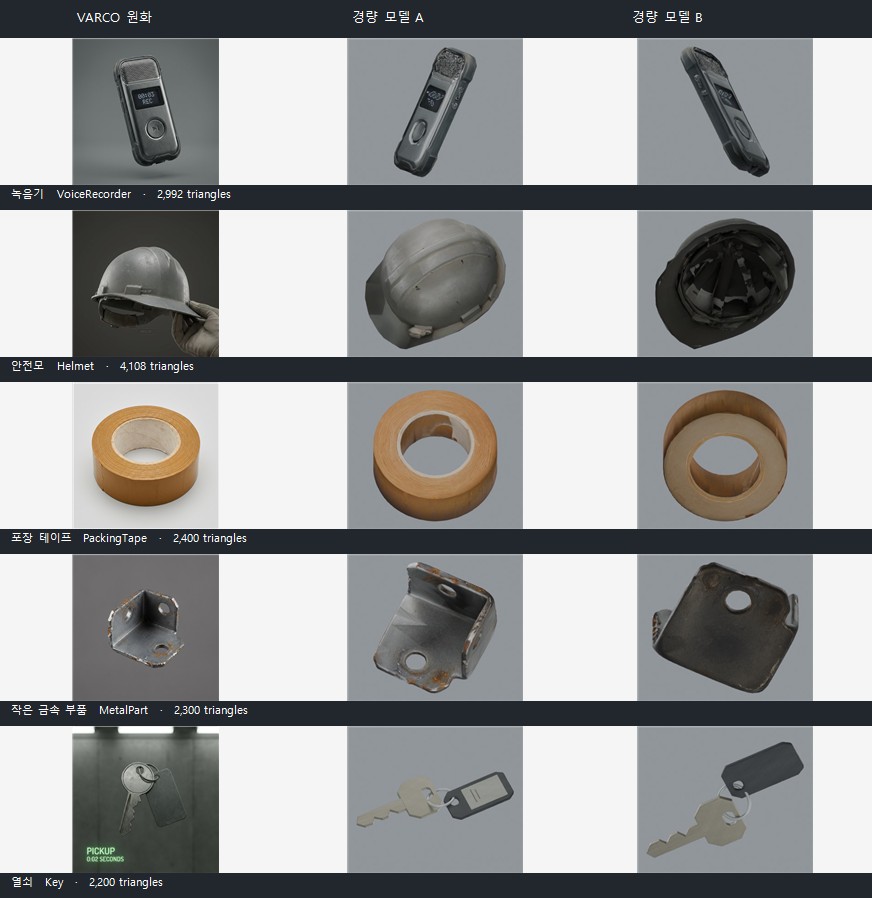 VARCO 원화
경량 모델 A
경량 모델 B
00:03
REC
녹음기 VoiceRecorder · 2,992 triangles
안전모 Helmet · 4,108 triangles
포장 테이프 PackingTape · 2,400 triangles
작은 금속 부품 MetalPart · 2,300 triangles
PICKUP
0:02 SECONDS
열쇠 Key · 2,200 triangles